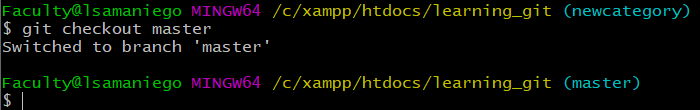 Faculty@lsamaniego MINGW64 /c/xampp/htdocs/learning_git (newcategory)
$ git checkout master
Switched to branch 'master'
Faculty@lsamaniego MINGW64 /c/xampp/htdocs/learning_git (master)
$